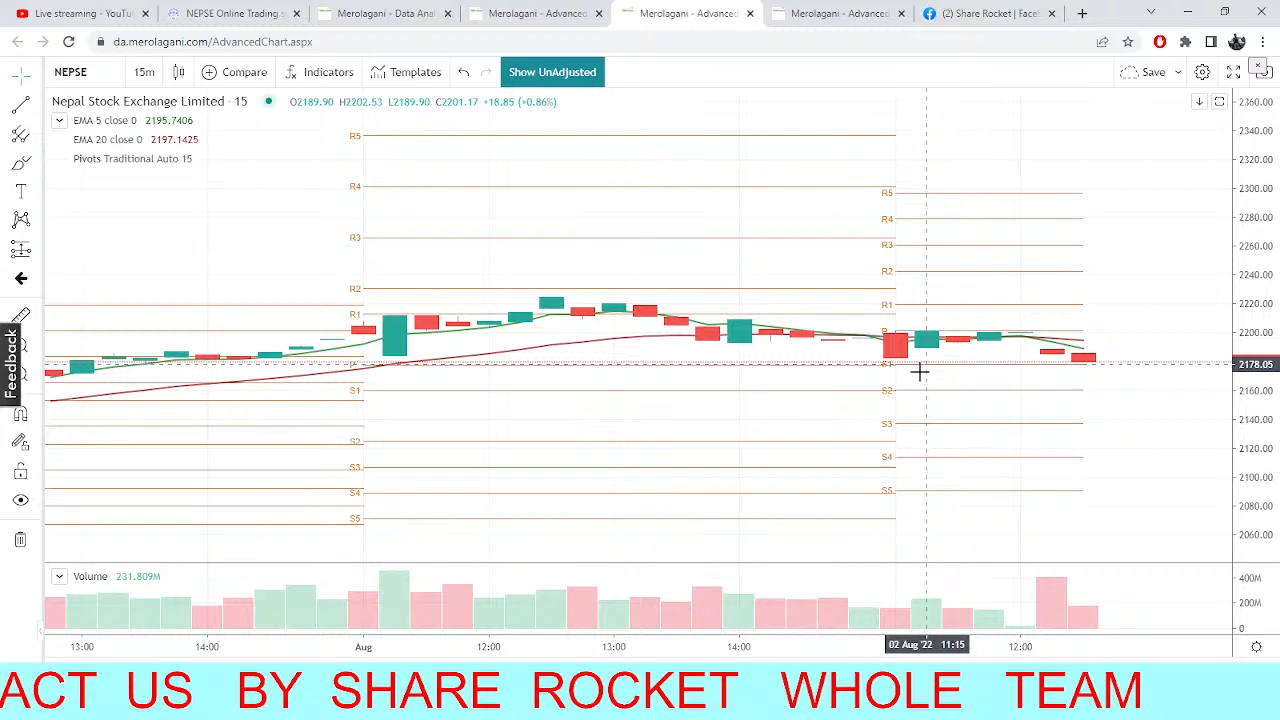 Live streaming - YouTu
NEPSE Online Trading s
Merolagani - Data Anal
Merolagani - Advanced
Merolagani - Advanced
Merolagani - Advanced
(2) Share Rocket | Face
da.merolagani.com/AdvancedChart.aspx
NEPSE 15m Compare Indicators Templates Show UnAdjusted Save
Nepal Stock Exchange Limited · 15 O2189.90 H2202.53 L2189.90 C2201.17 +18.85 (+0.86%)
EMA 5 close 0 2195.7406
EMA 20 close 0 2197.1425
Pivots Traditional Auto 15
Feedback
R5
R4
R3
R2
R1
P
S1
S2
S3
S4
S5
R5
R4
R3
R2
R1
P
S1
S2
S3
S4
S5
2360.00
2340.00
2320.00
2300.00
2280.00
2260.00
2240.00
2220.00
2200.00
2178.05
2160.00
2140.00
2120.00
2100.00
2080.00
2060.00
Volume 231.809M
400M
200M
0
13:00 14:00 Aug 12:00 13:00 14:00 02 Aug '22 11:15 12:00
ACT US BY SHARE ROCKET WHOLE TEAM